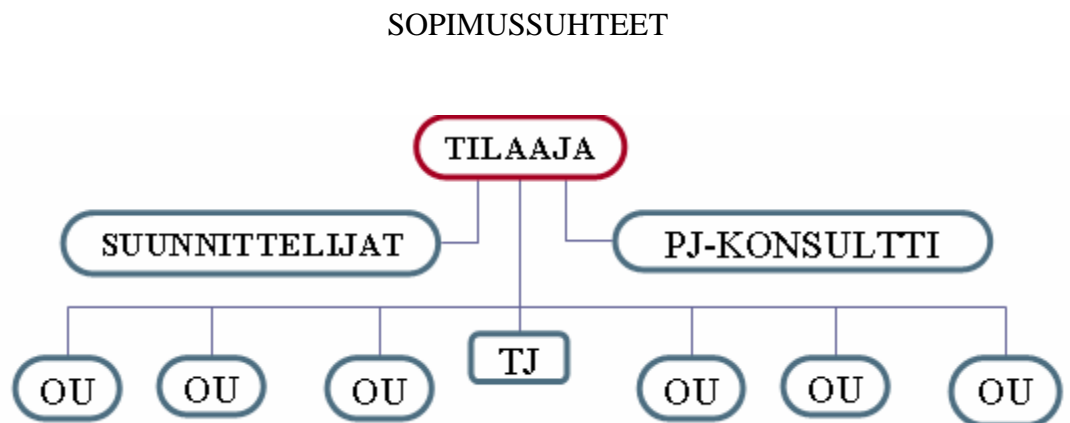 SOPIMUSSUHTEET
TILAAJA
SUUNNITTELIJAT
PJ-KONSULTTI
OU
OU
OU
TJ
OU
OU
OU